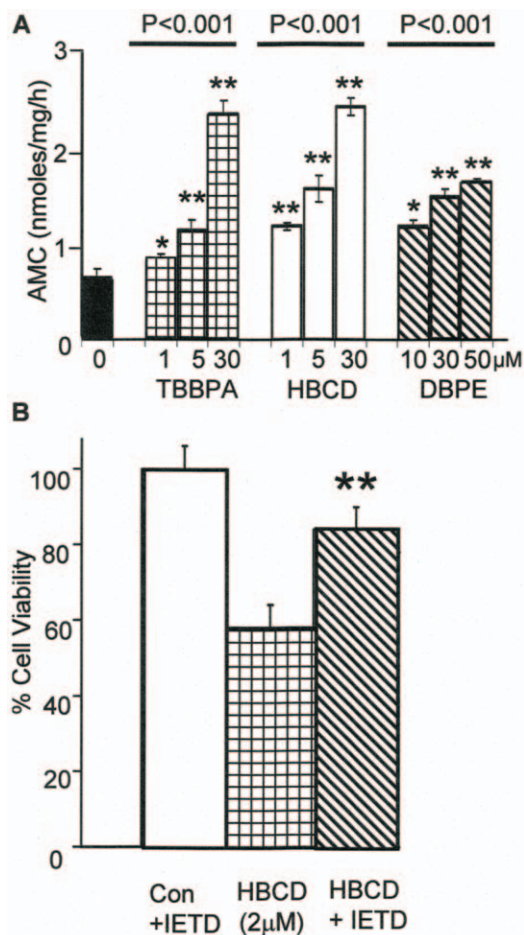 A P<0.001 P<0.001 P<0.001
3
2
1
0
AMC (nmoles/mg/h)
* ** ** ** ** ** * ** **
0 1 5 30 1 5 30 10 30 50 µM
TBBPA HBCD DBPE
B
100
80
60
40
20
0
% Cell Viability
**
Con HBCD HBCD
+IETD (2µM) + IETD